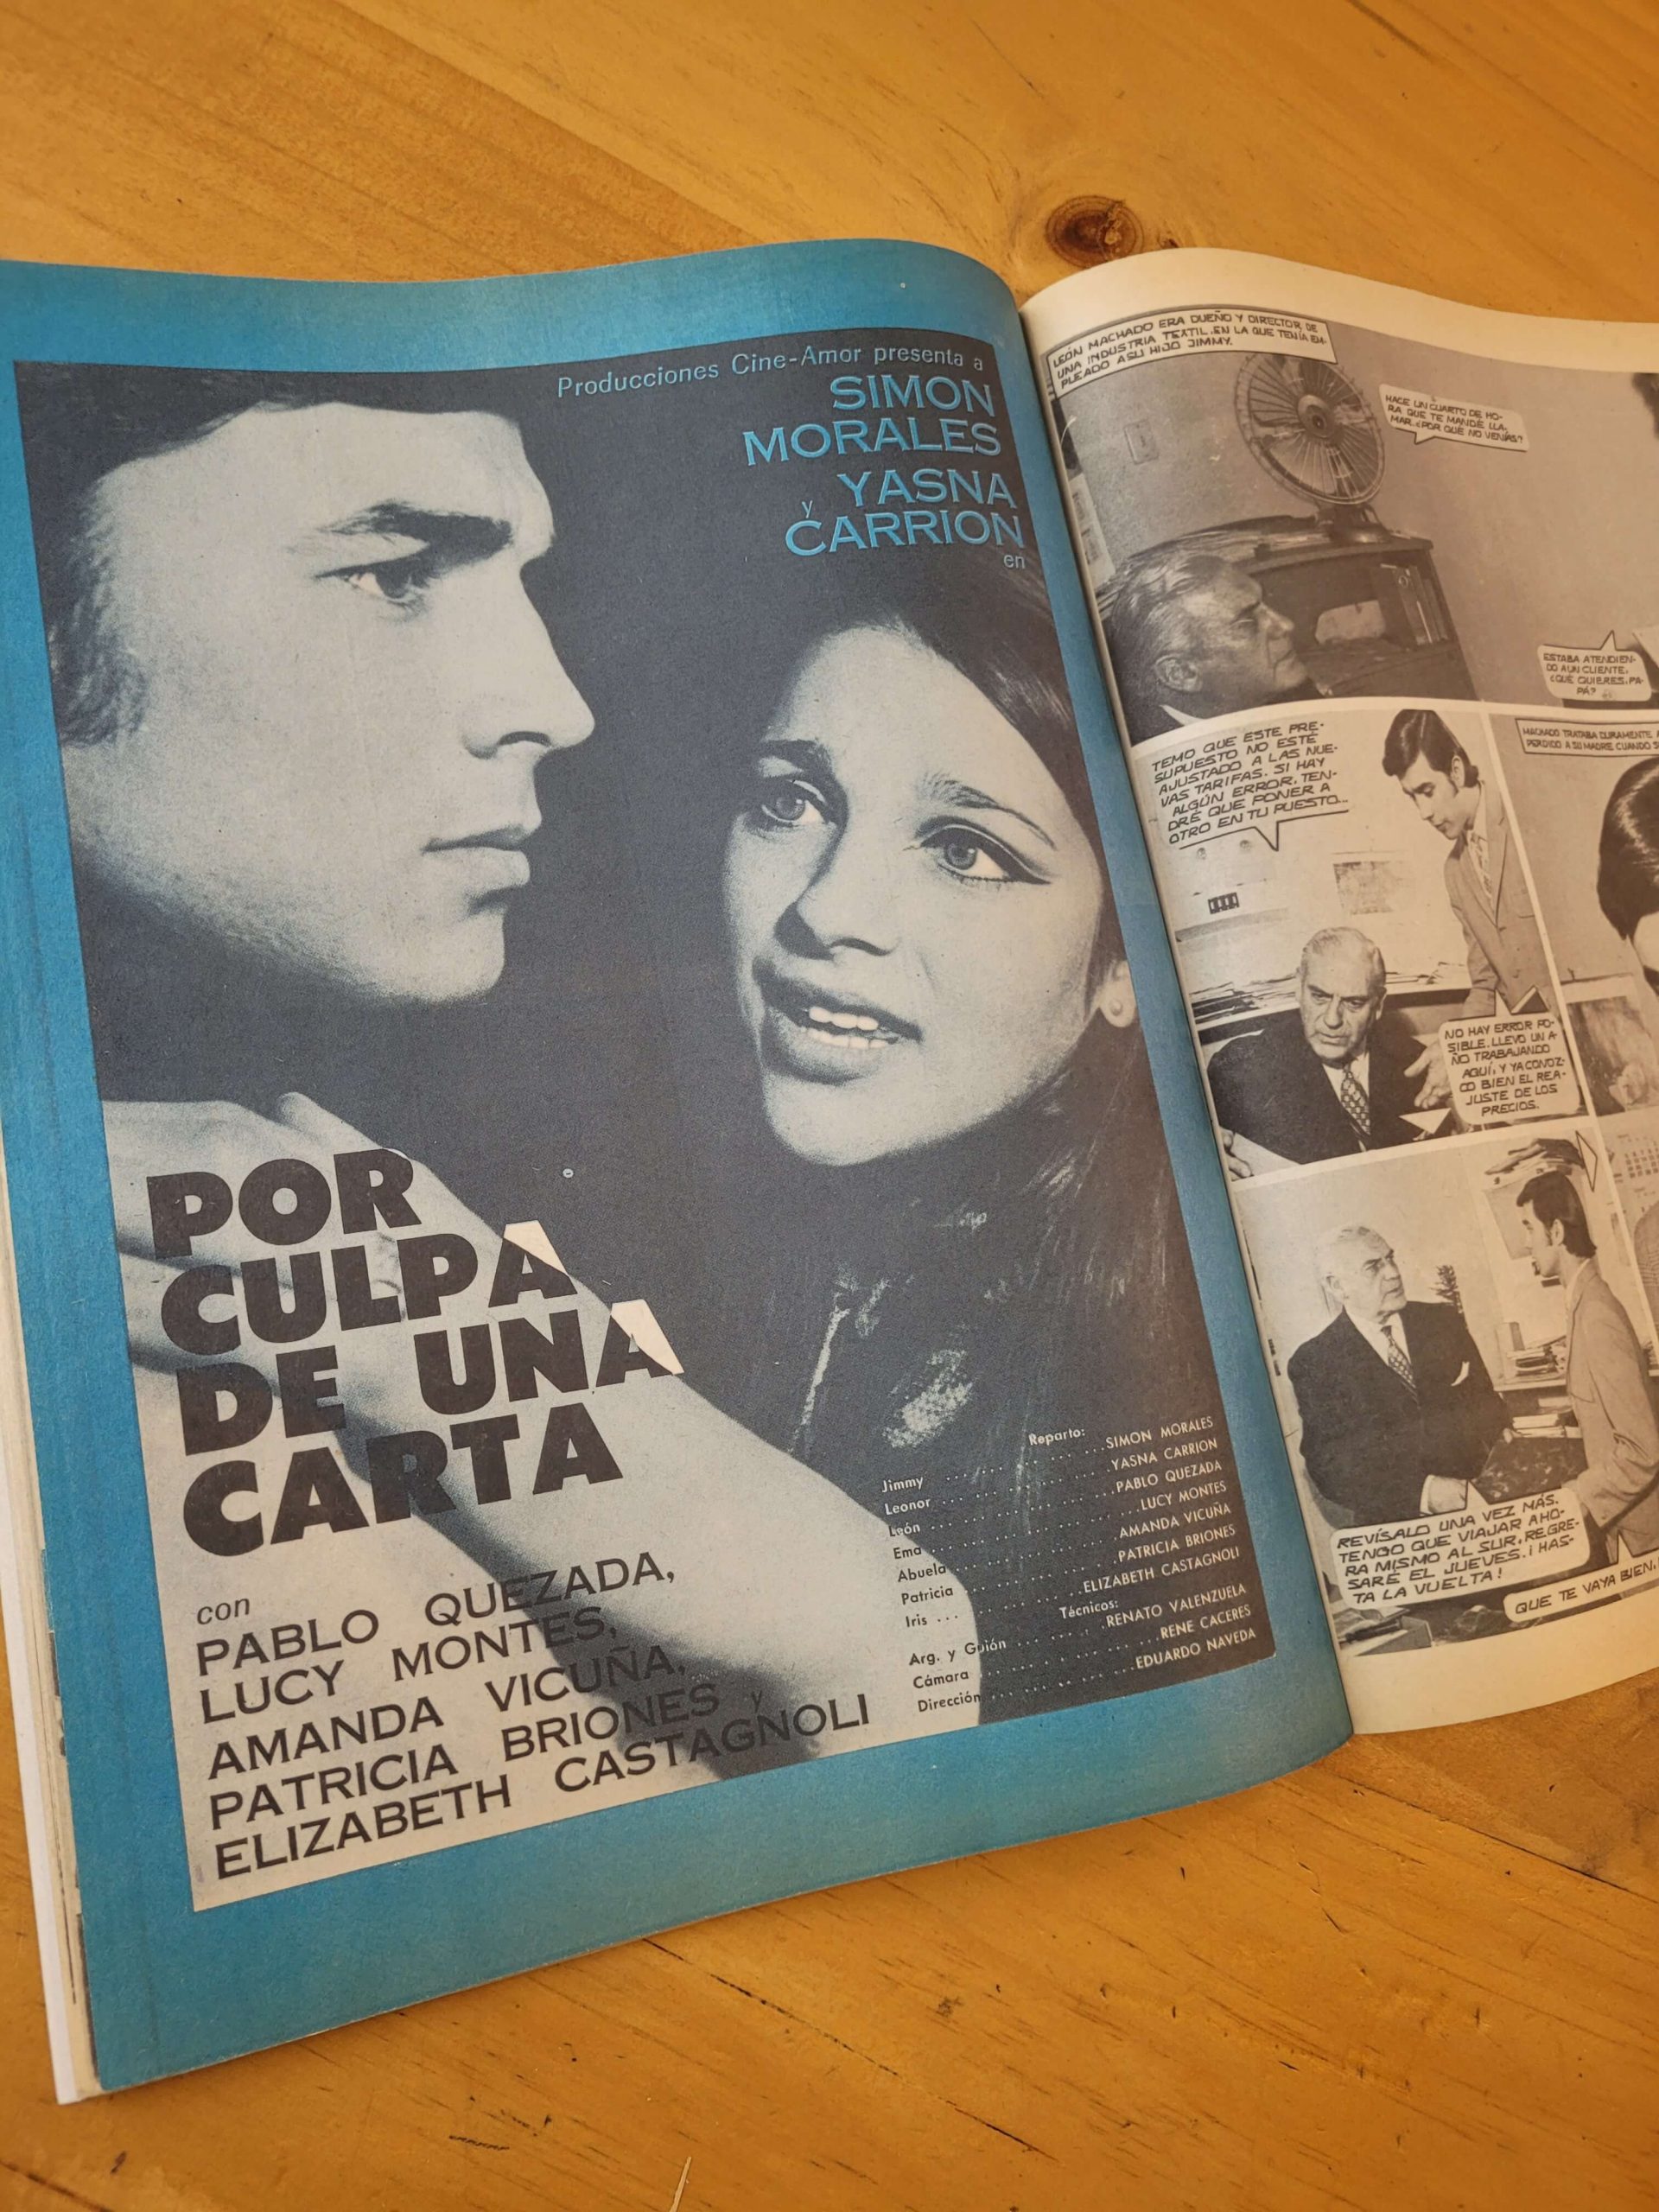 Producciones Cine-Amor presenta a
SIMON
MORALES
y YASNA
CARRION
en
POR
CULPA
DE UNA
CARTA
con
PABLO QUEZADA,
LUCY MONTES,
AMANDA VICUÑA,
PATRICIA BRIONES y
ELIZABETH CASTAGNOLI
Reparto:
Jimmy ....SIMON MORALES
Leonor ....YASNA CARRION
León ....PABLO QUEZADA
Ema ....LUCY MONTES
Abuela ....AMANDA VICUÑA
Patricia ....PATRICIA BRIONES
Iris ....ELIZABETH CASTAGNOLI
Técnicos:
Arg. y Guión ....RENATO VALENZUELA
Cámara ....RENE CACERES
Dirección ....EDUARDO NAVEDA
LEÓN MACHADO ERA DUEÑO Y DIRECTOR DE
UNA INDUSTRIA TEXTIL, EN LA QUE TENÍA EM-
PLEADO A SU HIJO JIMMY.
HACE UN CUARTO DE HO-
RA QUE TE MANDÉ LLA-
MAR. ¿POR QUÉ NO VENÍAS?
ESTABA ATENDIEN-
DO A UN CLIENTE.
¿QUÉ QUIERES, PA-
PÁ?
TEMO QUE ESTE PRE-
SUPUESTO NO ESTÉ
AJUSTADO A LAS NUE-
VAS TARIFAS. SI HAY
ALGÚN ERROR, TEN-
DRÉ QUE PONER A
OTRO EN TU PUESTO...
NO HAY ERROR PO-
SIBLE. LLEVO UN A-
ÑO TRABAJANDO
AQUÍ, Y YA CONOZ-
CO BIEN EL REA-
JUSTE DE LOS
PRECIOS.
MACHADO TRATABA DURAMENTE
PERDIDO A SU MADRE CUANDO
REVÍSALO UNA VEZ MÁS.
TENGO QUE VIAJAR AHO-
RA MISMO AL SUR. REGRE-
SARÉ EL JUEVES. ¡HAS-
TA LA VUELTA!
QUE TE VAYA BIEN,